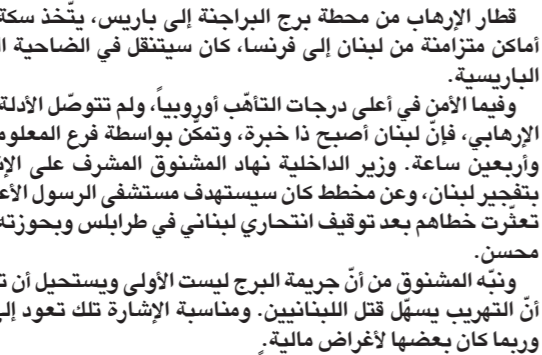 قطار الإرهاب من محطة برج البراجنة إلى باريس، يتّخذ سكة
أماكن متزامنة من لبنان إلى فرنسا، كان سيتنقل في الضاحية ا
الباريسية.
وفيما الأمن في أعلى درجات التأهّب أوروبياً، ولم تتوصّل الأدلة
الإرهابي، فإنّ لبنان أصبح ذا خبرة، وتمكّن بواسطة فرع المعلوم
وأربعين ساعة. وزير الداخلية نهاد المشنوق المشرف على الإ
بتفجير لبنان، وعن مخطط كان سيستهدف مستشفى الرسول الأع
تعثّرت خطاهم بعد توقيف انتحاري لبناني في طرابلس وبحوزته
محسن.
ونبّه المشنوق من أنّ جريمة البرج ليست الأولى ويستحيل أن ت
أنّ التهريب يسهّل قتل اللبنانيين. ومناسبة الإشارة تلك تعود إل
وربما كان بعضها لأغراض مالية.